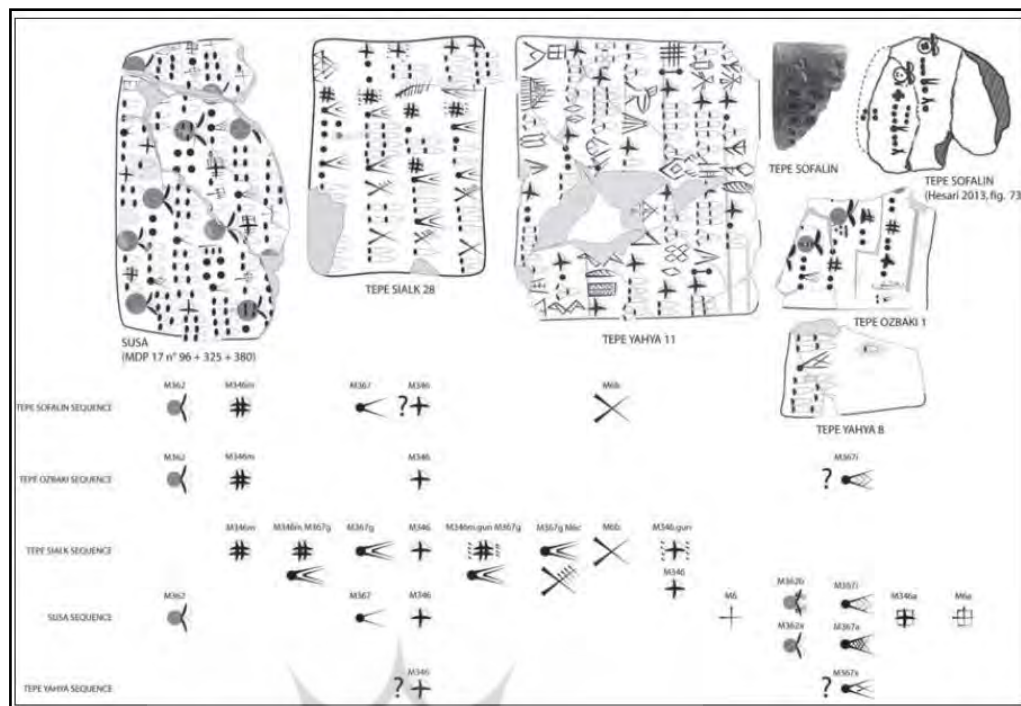 TEPE SOFALIN
TEPE SOFALIN
(Hesari 2013, fig. 73)
TEPE SIALK 28
TEPE YAHYA 11
TEPE OZBAKI 1
SUSA
(MDP 17 n° 96 + 325 + 380)
TEPE YAHYA 8
M362 M346m M367 M346 M6b
TEPE SOFALIN SEQUENCE ?
M362 M346m M346 M367i
TEPE OZBAKI SEQUENCE ?
M346m M346m M367g M367g M346 M346m.gun M367g M367g M6c M6b M346.gun
TEPE SIALK SEQUENCE
M346
M362 M367 M346 M6 M362b M367i M346a M6a
SUSA SEQUENCE
M362a M367a
M346 M367s
TEPE YAHYA SEQUENCE ? ?